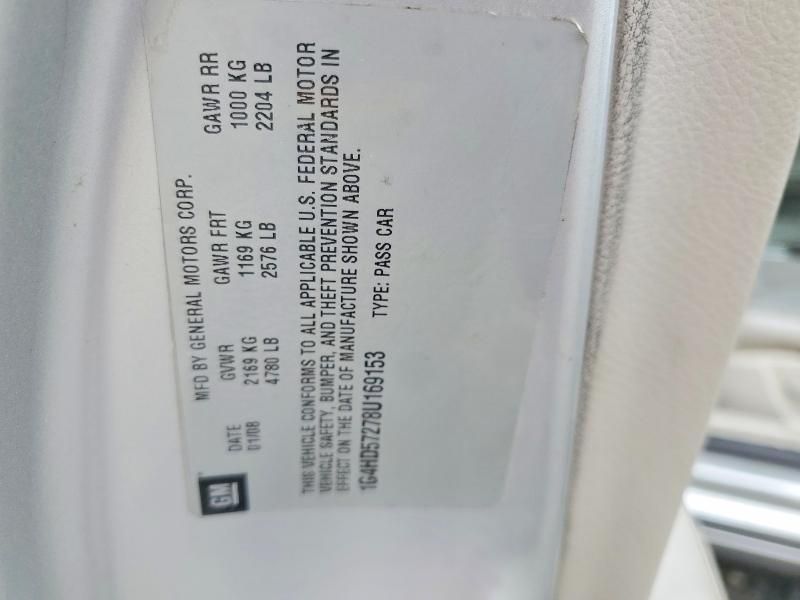 GM
MFD BY GENERAL MOTORS CORP.
DATE GVWR GAWR FRT GAWR RR
01/08 2169 KG 1169 KG 1000 KG
4780 LB 2576 LB 2204 LB
THIS VEHICLE CONFORMS TO ALL APPLICABLE U.S. FEDERAL MOTOR
VEHICLE SAFETY, BUMPER, AND THEFT PREVENTION STANDARDS IN
EFFECT ON THE DATE OF MANUFACTURE SHOWN ABOVE.
1G4HD57278U169153 TYPE: PASS CAR